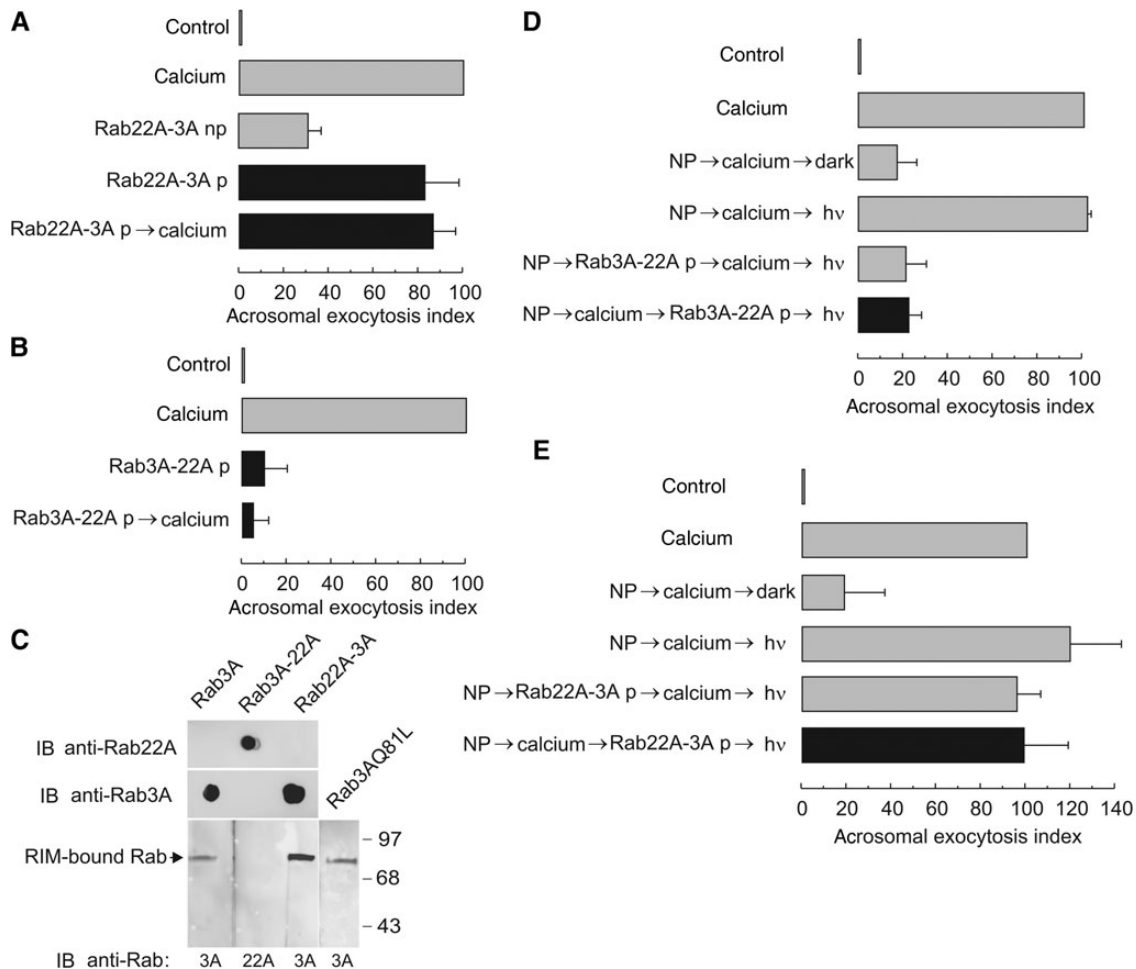 A
Control
Calcium
Rab22A-3A np
Rab22A-3A p
Rab22A-3A p → calcium
0 20 40 60 80 100
Acrosomal exocytosis index
B
Control
Calcium
Rab3A-22A p
Rab3A-22A p → calcium
0 20 40 60 80 100
Acrosomal exocytosis index
C
Rab3A
Rab3A-22A
Rab22A-3A
Rab3AQ81L
IB anti-Rab22A
IB anti-Rab3A
RIM-bound Rab
- 97
- 68
- 43
IB anti-Rab: 3A 22A 3A 3A
D
Control
Calcium
NP → calcium → dark
NP → calcium → hν
NP → Rab3A-22A p → calcium → hν
NP → calcium → Rab3A-22A p → hν
0 20 40 60 80 100
Acrosomal exocytosis index
E
Control
Calcium
NP → calcium → dark
NP → calcium → hν
NP → Rab22A-3A p → calcium → hν
NP → calcium → Rab22A-3A p → hν
0 20 40 60 80 100 120 140
Acrosomal exocytosis index